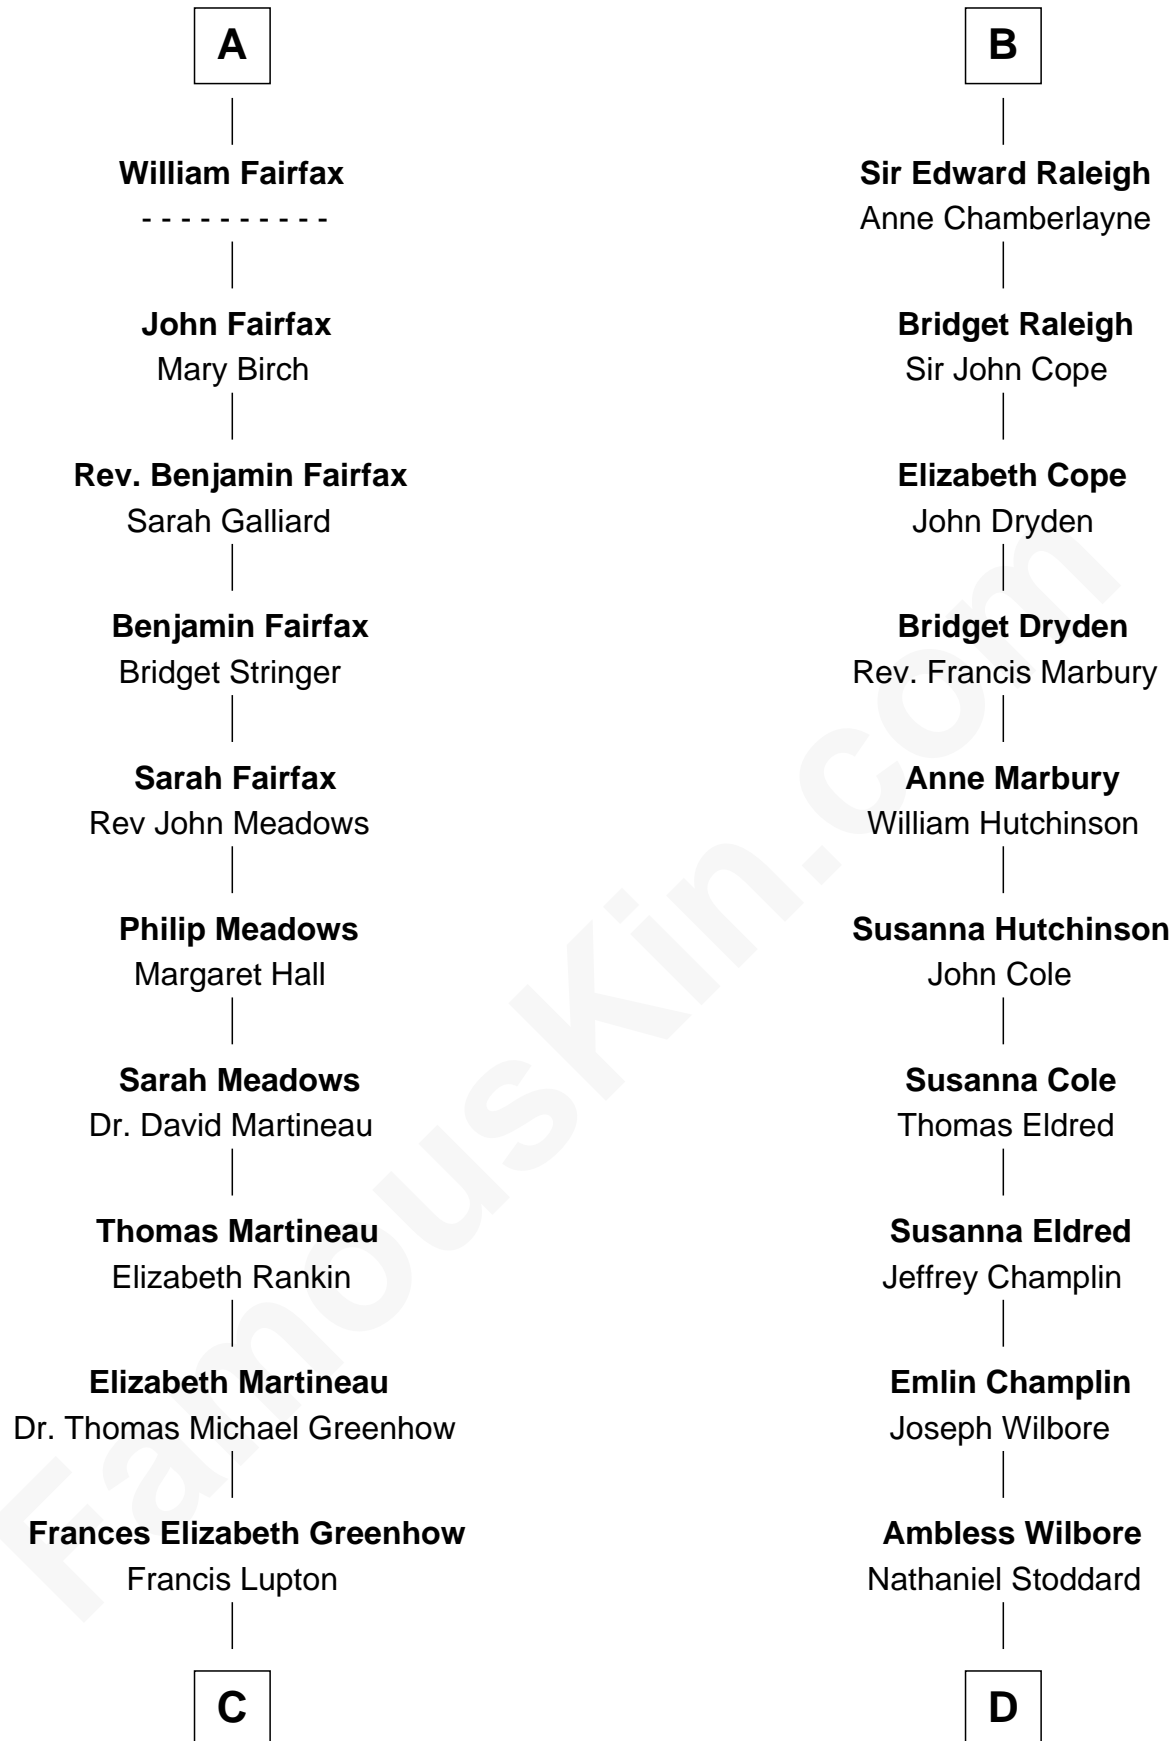 A
William Fairfax
- - - - - - - - - -
John Fairfax
Mary Birch
Rev. Benjamin Fairfax
Sarah Galliard
Benjamin Fairfax
Bridget Stringer
Sarah Fairfax
Rev John Meadows
Philip Meadows
Margaret Hall
Sarah Meadows
Dr. David Martineau
Thomas Martineau
Elizabeth Rankin
Elizabeth Martineau
Dr. Thomas Michael Greenhow
Frances Elizabeth Greenhow
Francis Lupton
C
B
Sir Edward Raleigh
Anne Chamberlayne
Bridget Raleigh
Sir John Cope
Elizabeth Cope
John Dryden
Bridget Dryden
Rev. Francis Marbury
Anne Marbury
William Hutchinson
Susanna Hutchinson
John Cole
Susanna Cole
Thomas Eldred
Susanna Eldred
Jeffrey Champlin
Emlin Champlin
Joseph Wilbore
Ambless Wilbore
Nathaniel Stoddard
D
FamousKin.com